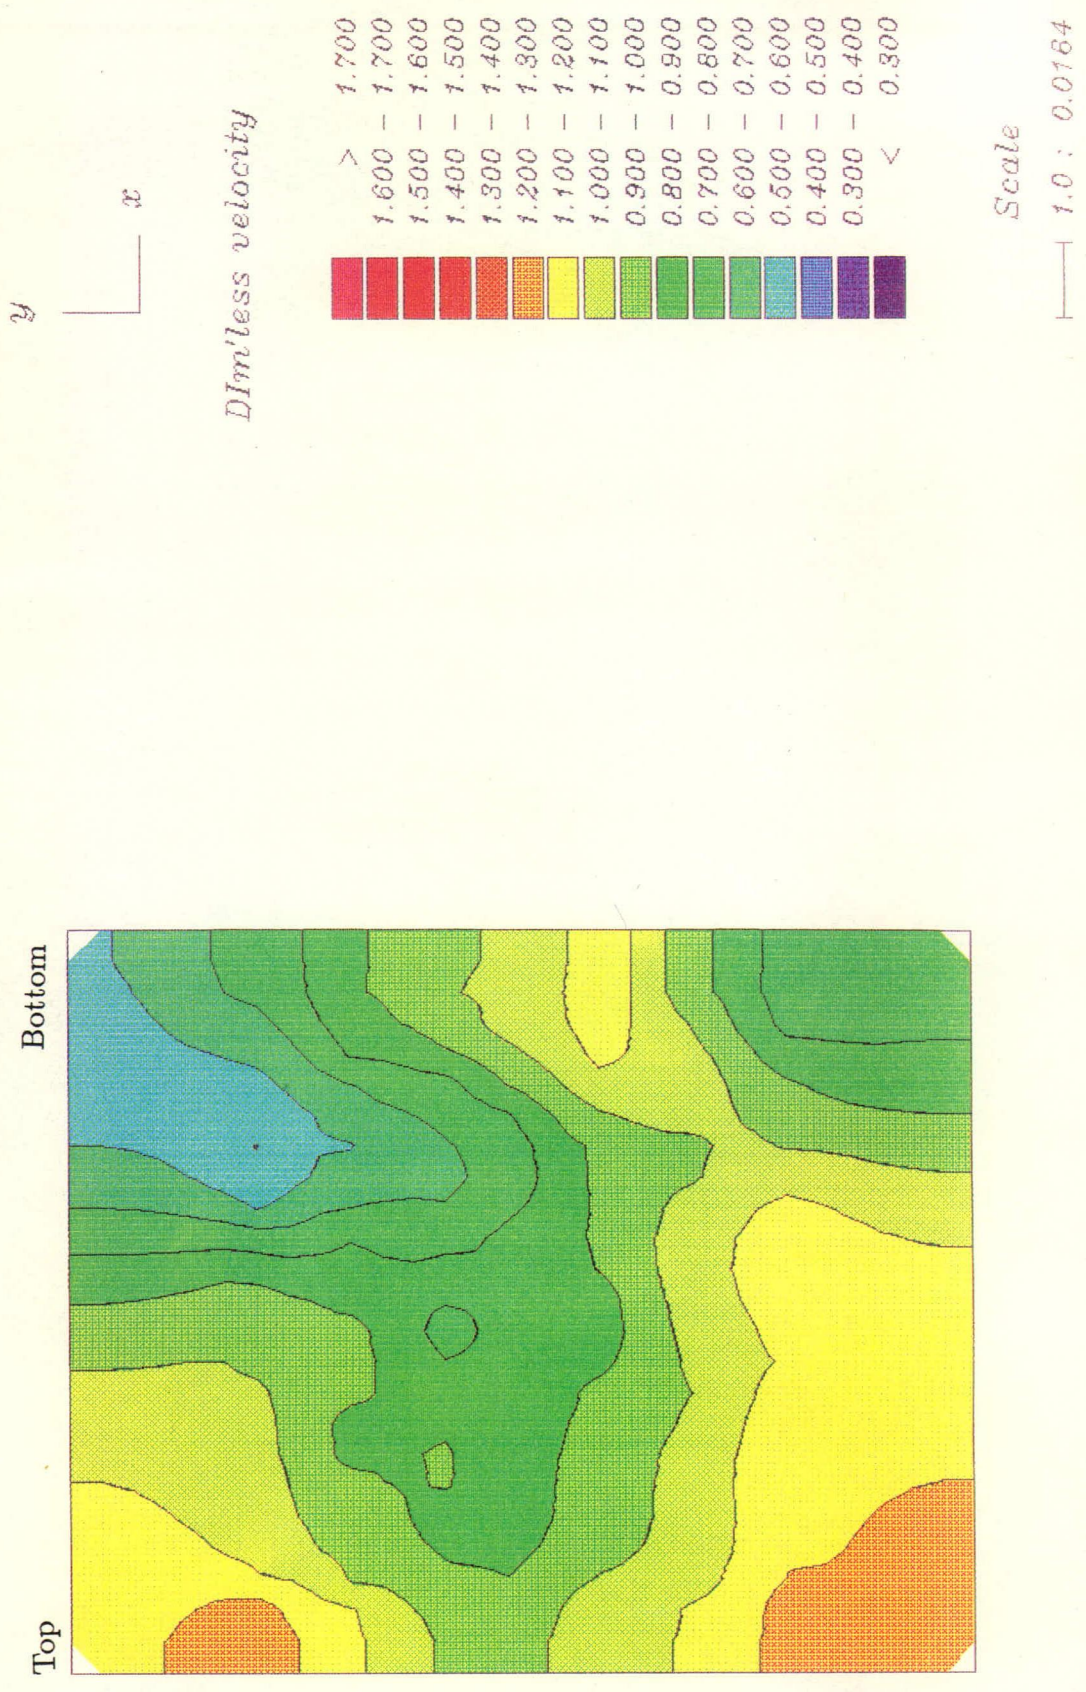 Top
Bottom
y
x
DIm'less velocity
> 1.700
1.600 – 1.700
1.500 – 1.600
1.400 – 1.500
1.300 – 1.400
1.200 – 1.300
1.100 – 1.200
1.000 – 1.100
0.900 – 1.000
0.800 – 0.900
0.700 – 0.800
0.600 – 0.700
0.500 – 0.600
0.400 – 0.500
0.300 – 0.400
< 0.300
Scale
1.0 : 0.0164